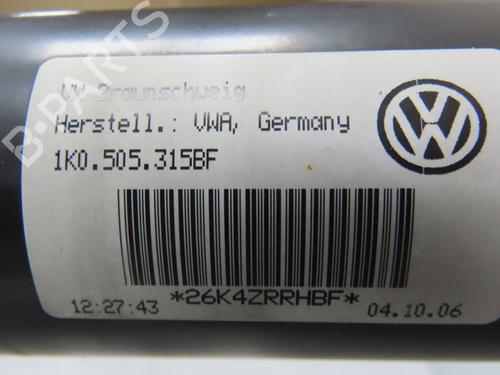 VW Braunschweig
Herstell.: VWA, Germany
1K0.505.315BF
*26K4ZRRHBF*
12:27:43
04.10.06
B-PARTS